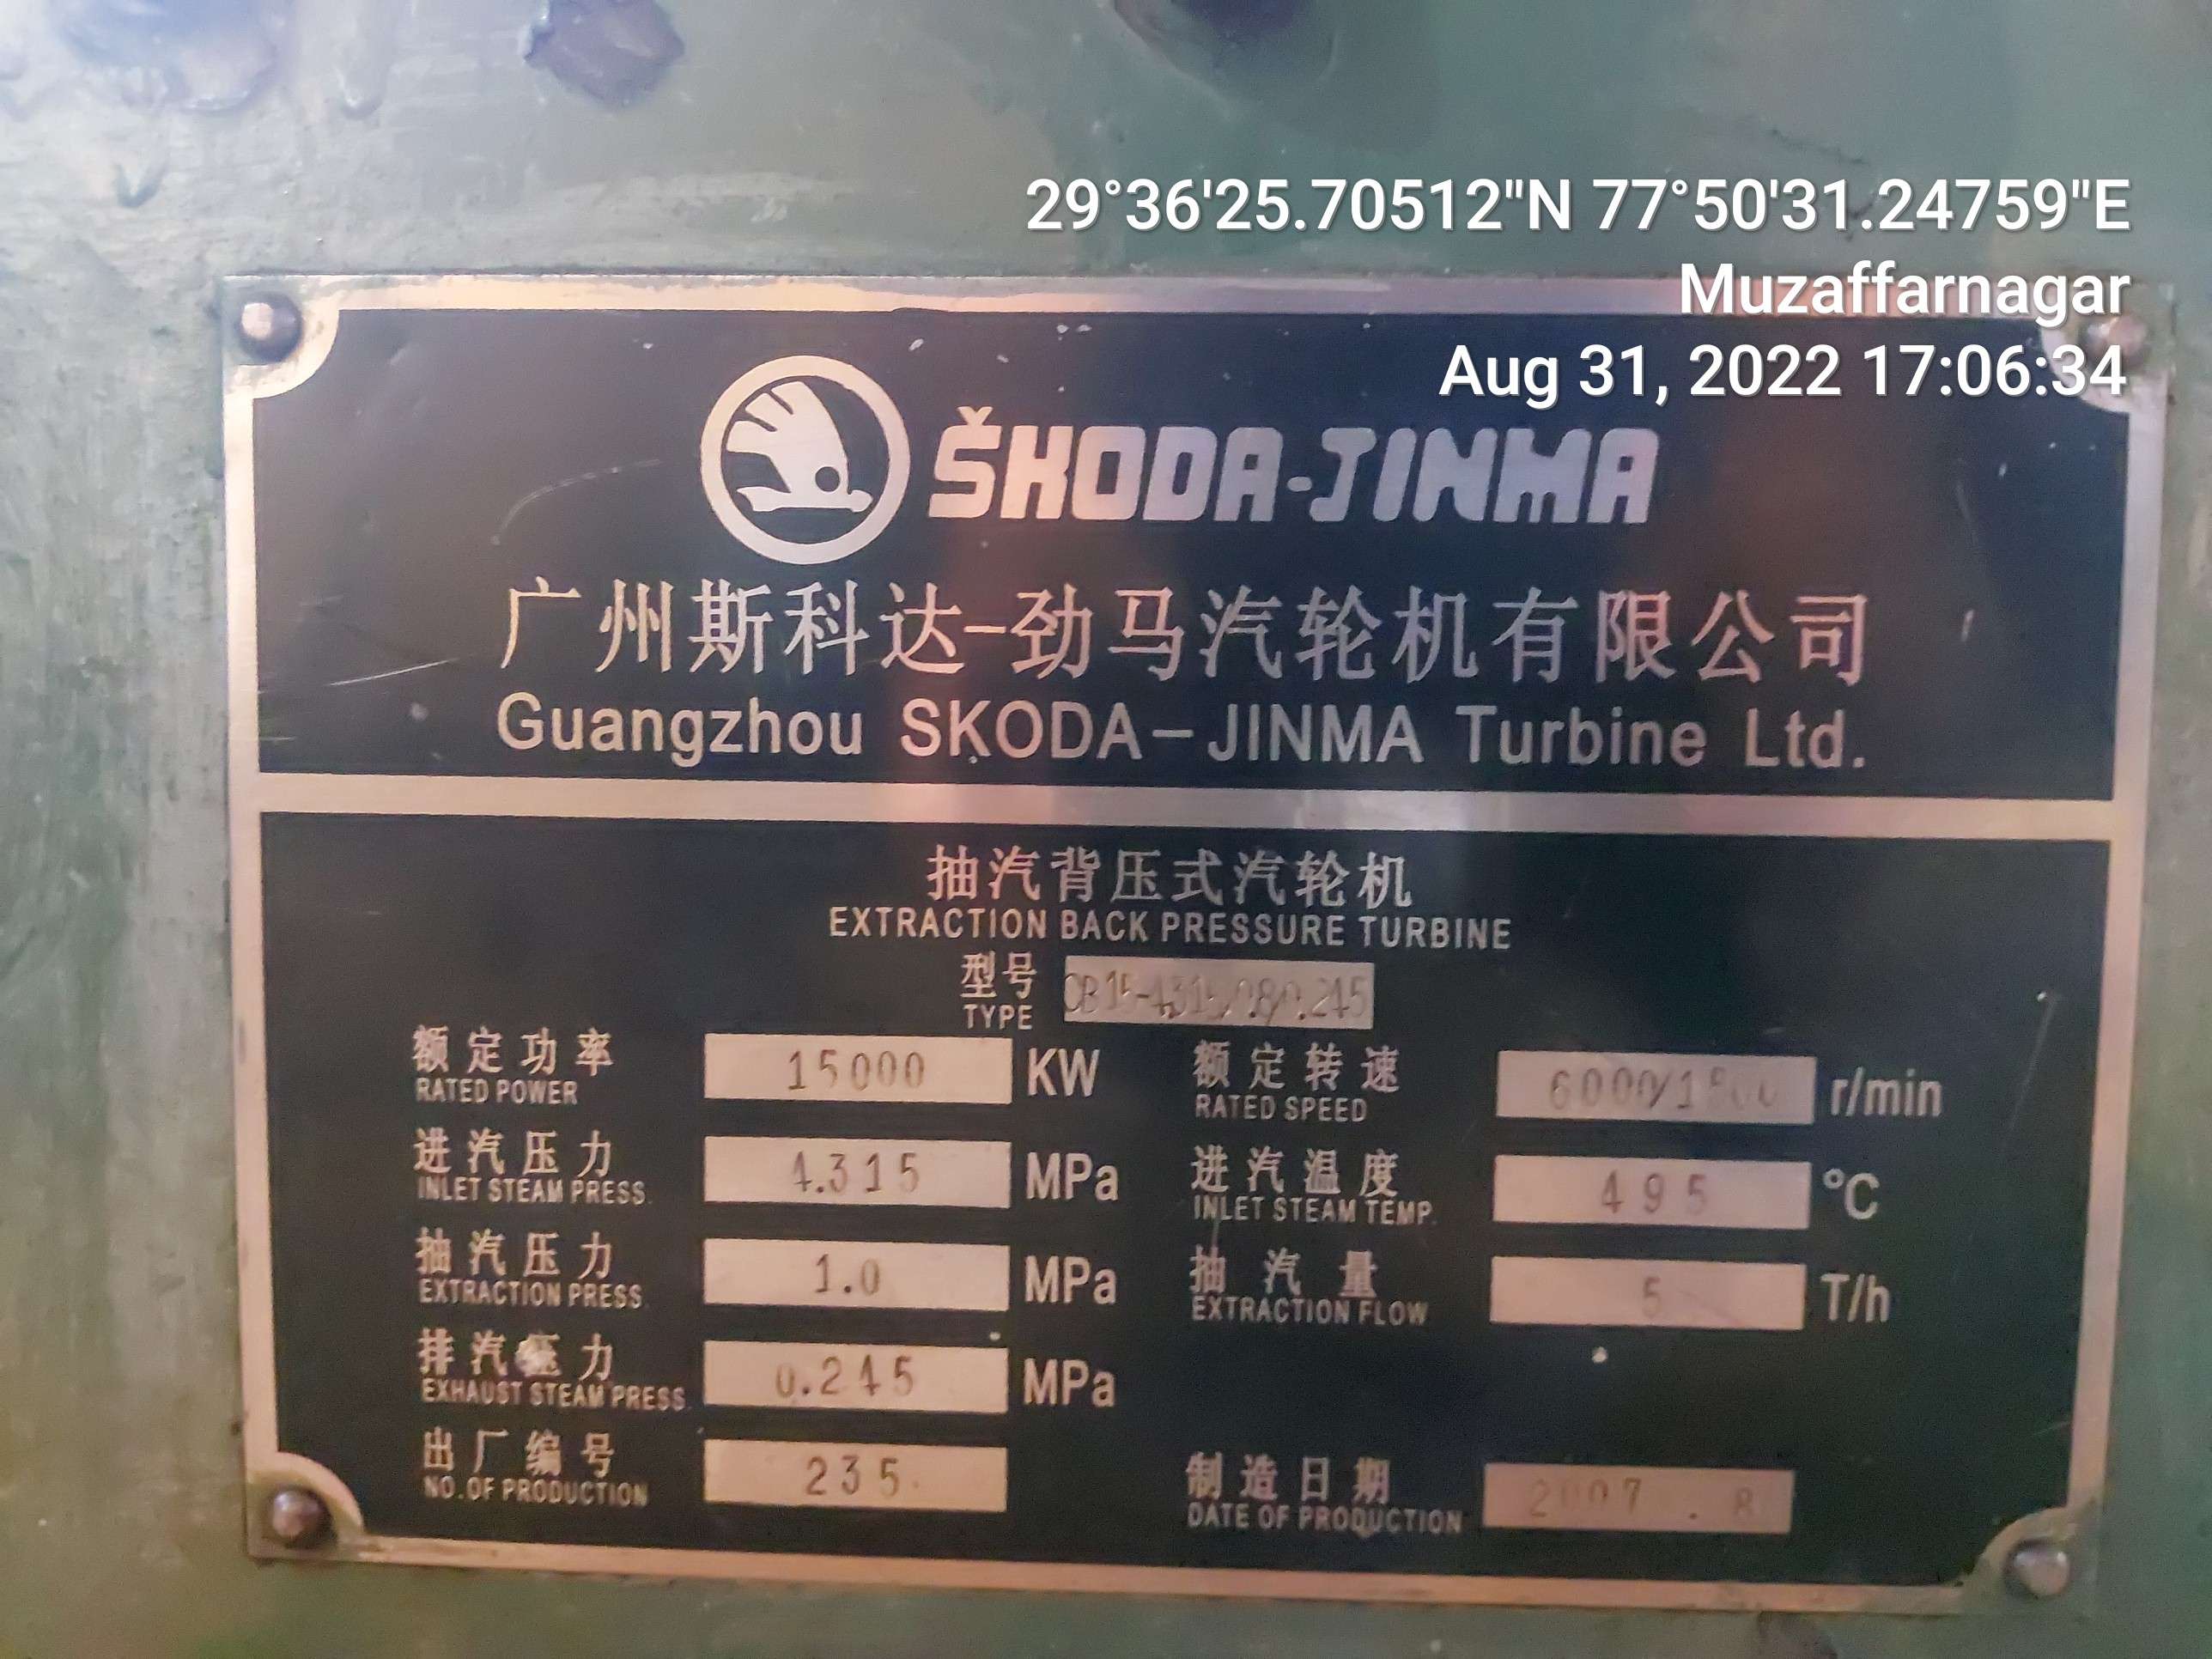 29°36'25.70512"N 77°50'31.24759"E
Muzaffarnagar
Aug 31, 2022 17:06:34
ŠKODA-JINMA
广州斯科达-劲马汽轮机有限公司
Guangzhou SKODA-JINMA Turbine Ltd.
抽汽背压式汽轮机
EXTRACTION BACK PRESSURE TURBINE
型号
TYPE
额定功率 15000 KW
RATED POWER
额定转速 r/min
RATED SPEED
进汽压力 4.315 MPa
INLET STEAM PRESS.
进汽温度 495 °C
INLET STEAM TEMP.
抽汽压力 1.0 MPa
EXTRACTION PRESS.
抽汽量 5 T/h
EXTRACTION FLOW
排汽压力 0.245 MPa
EXHAUST STEAM PRESS.
出厂编号 235
NO.OF PRODUCTION
制造日期 2007.8
DATE OF PRODUCTION